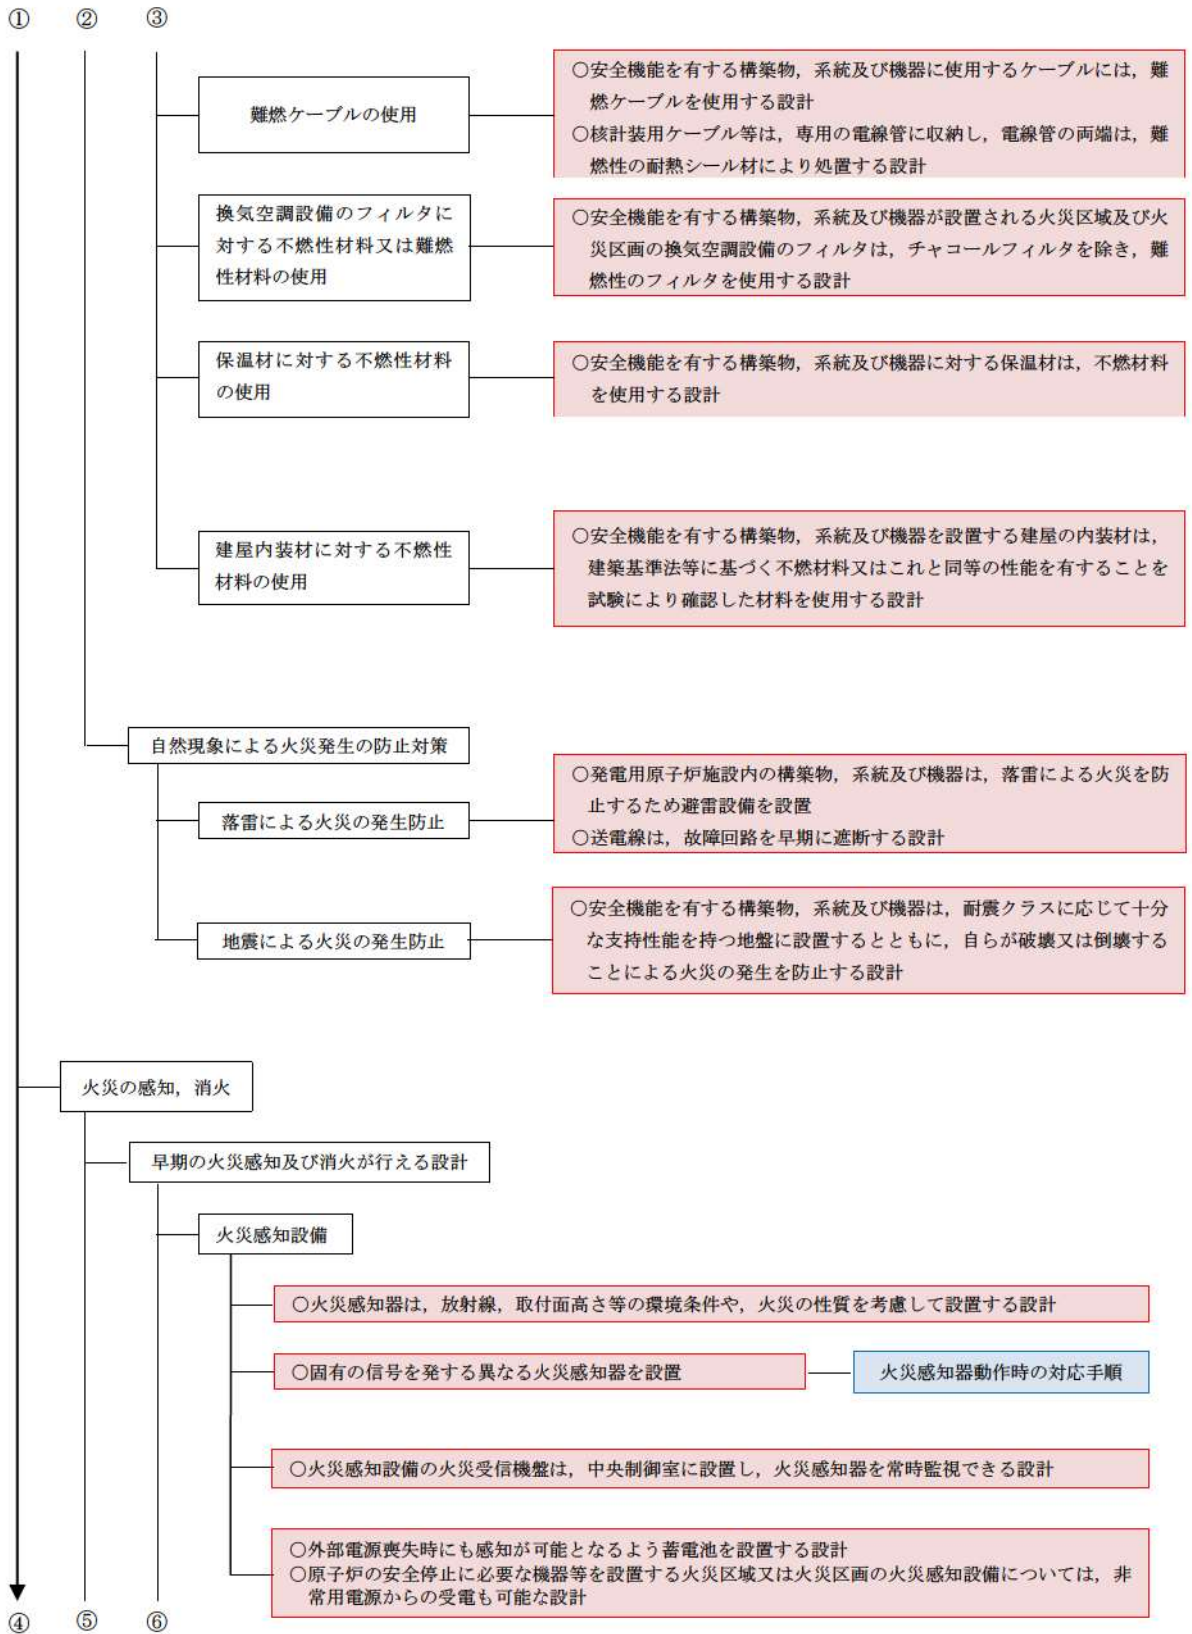 ① ② ③
難燃ケーブルの使用
○安全機能を有する構築物，系統及び機器に使用するケーブルには，難
燃ケーブルを使用する設計
○核計装用ケーブル等は，専用の電線管に収納し，電線管の両端は，難
燃性の耐熱シール材により処置する設計
換気空調設備のフィルタに
対する不燃性材料又は難燃
性材料の使用
○安全機能を有する構築物，系統及び機器が設置される火災区域及び火
災区画の換気空調設備のフィルタは，チャコールフィルタを除き，難
燃性のフィルタを使用する設計
保温材に対する不燃性材料
の使用
○安全機能を有する構築物，系統及び機器に対する保温材は，不燃材料
を使用する設計
建屋内装材に対する不燃性
材料の使用
○安全機能を有する構築物，系統及び機器を設置する建屋の内装材は，
建築基準法等に基づく不燃材料又はこれと同等の性能を有することを
試験により確認した材料を使用する設計
自然現象による火災発生の防止対策
落雷による火災の発生防止
○発電用原子炉施設内の構築物，系統及び機器は，落雷による火災を防
止するため避雷設備を設置
○送電線は，故障回路を早期に遮断する設計
地震による火災の発生防止
○安全機能を有する構築物，系統及び機器は，耐震クラスに応じて十分
な支持性能を持つ地盤に設置するとともに，自らが破壊又は倒壊する
ことによる火災の発生を防止する設計
火災の感知，消火
早期の火災感知及び消火が行える設計
火災感知設備
○火災感知器は，放射線，取付面高さ等の環境条件や，火災の性質を考慮して設置する設計
○固有の信号を発する異なる火災感知器を設置
火災感知器動作時の対応手順
○火災感知設備の火災受信機盤は，中央制御室に設置し，火災感知器を常時監視できる設計
○外部電源喪失時にも感知が可能となるよう蓄電池を設置する設計
○原子炉の安全停止に必要な機器等を設置する火災区域又は火災区画の火災感知設備については，非
常用電源からの受電も可能な設計
④ ⑤ ⑥